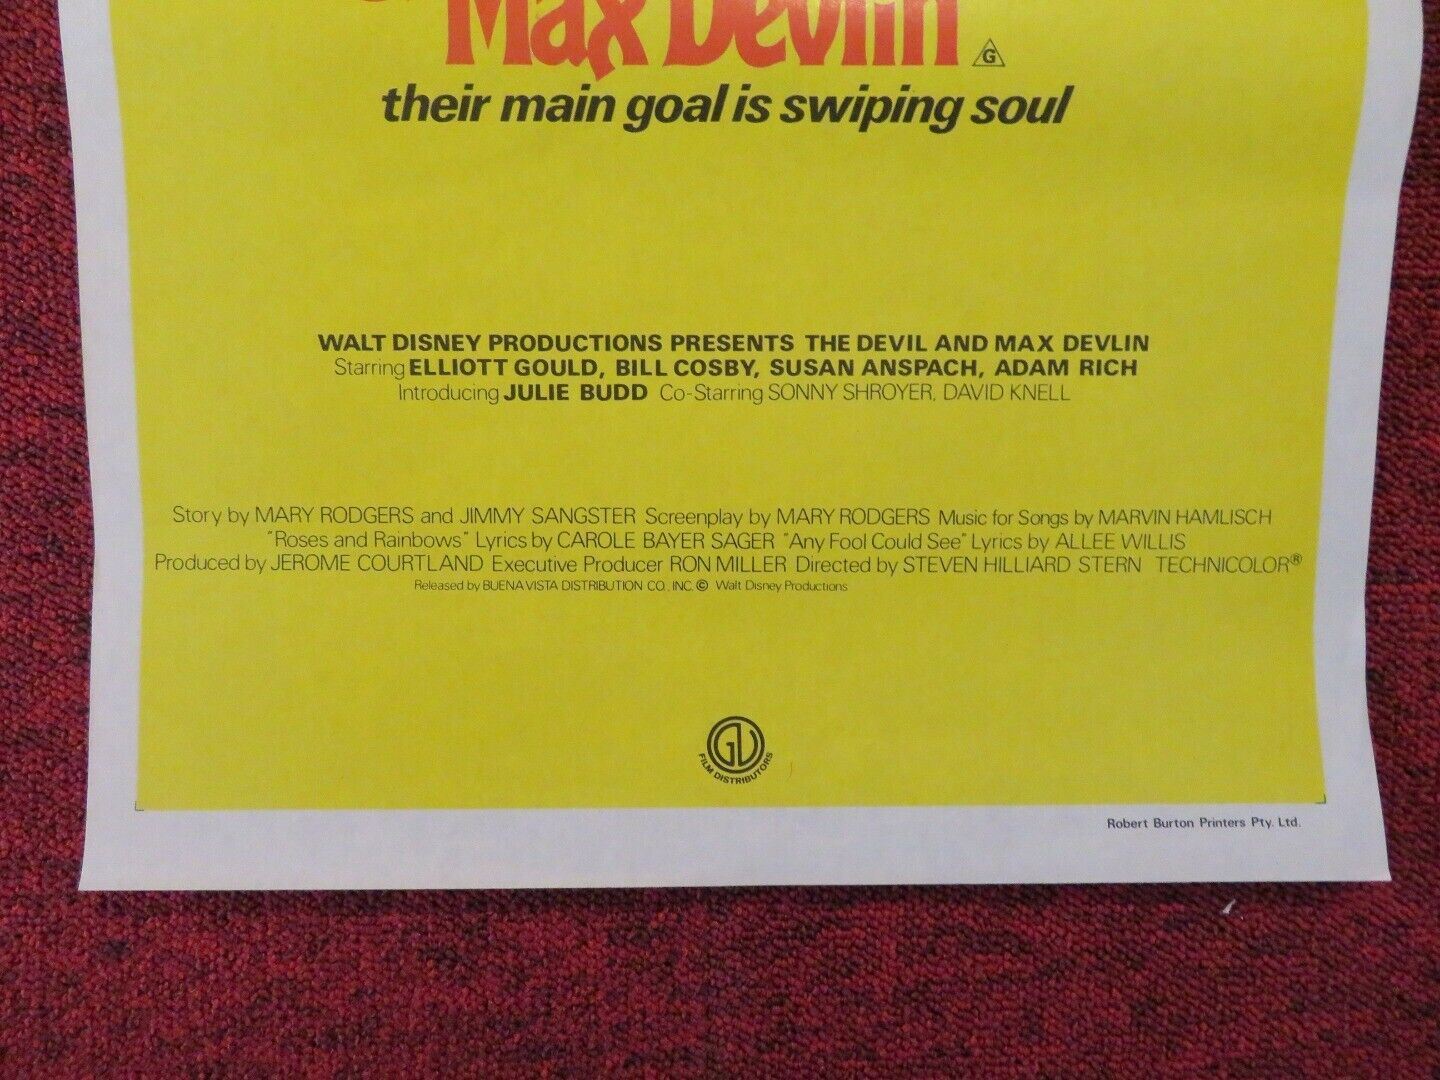 Max Devlin G
their main goal is swiping soul
WALT DISNEY PRODUCTIONS PRESENTS THE DEVIL AND MAX DEVLIN
Starring ELLIOTT GOULD, BILL COSBY, SUSAN ANSPACH, ADAM RICH
Introducing JULIE BUDD Co-Starring SONNY SHROYER, DAVID KNELL
Story by MARY RODGERS and JIMMY SANGSTER Screenplay by MARY RODGERS Music for Songs by MARVIN HAMLISCH
"Roses and Rainbows" Lyrics by CAROLE BAYER SAGER "Any Fool Could See" Lyrics by ALLEE WILLIS
Produced by JEROME COURTLAND Executive Producer RON MILLER Directed by STEVEN HILLIARD STERN TECHNICOLOR®
Released by BUENA VISTA DISTRIBUTION CO., INC. © Walt Disney Productions
GU
FILM DISTRIBUTORS
Robert Burton Printers Pty. Ltd.